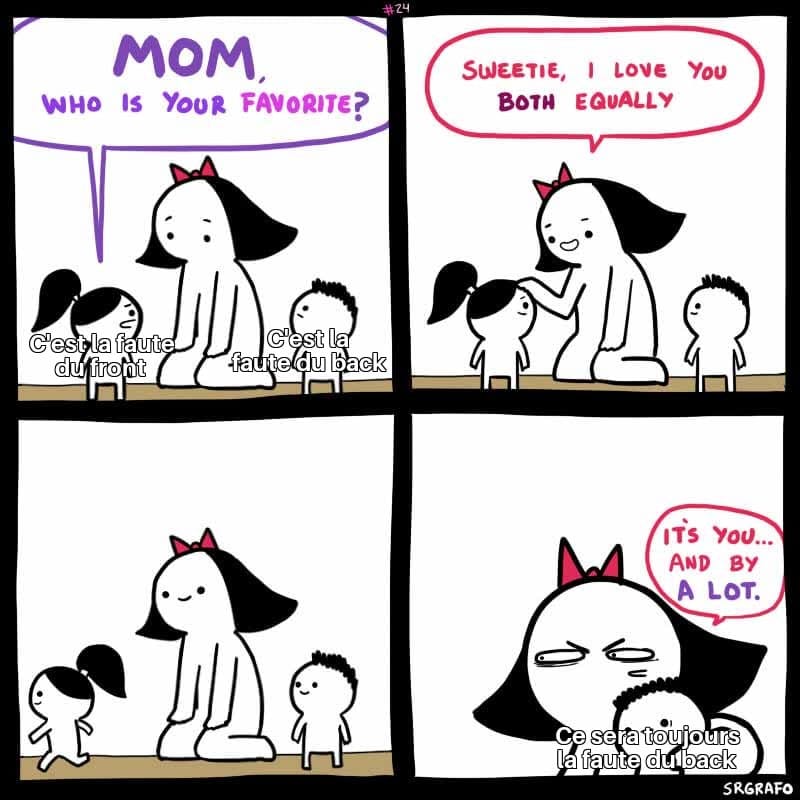 #24
MOM,
WHO IS YOUR FAVORITE?
C'est la faute
du front
C'est la
faute du back
SWEETIE, I LOVE YOU
BOTH EQUALLY
IT'S YOU...
AND BY
A LOT.
Ce sera toujours
la faute du back
SRGRAFO